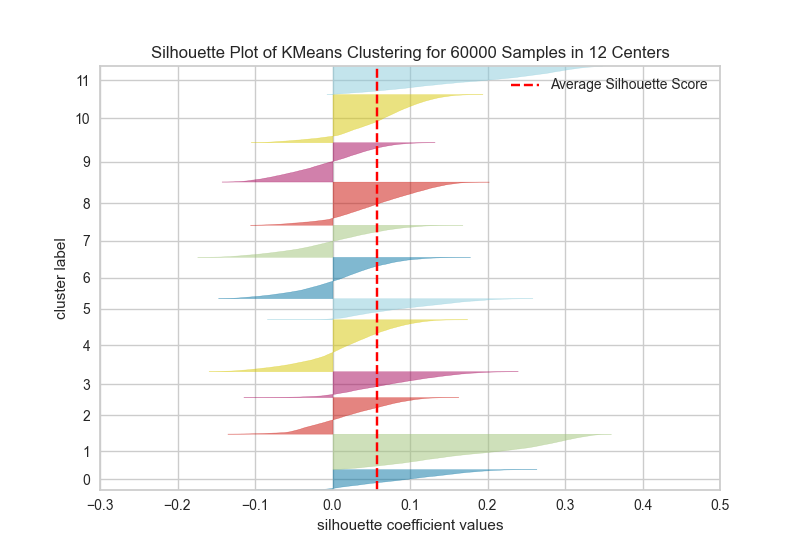 Silhouette Plot of KMeans Clustering for 60000 Samples in 12 Centers
Average Silhouette Score
11
10
9
8
7
6
5
4
3
2
1
0
cluster label
−0.3 −0.2 −0.1 0.0 0.1 0.2 0.3 0.4 0.5
silhouette coefficient values